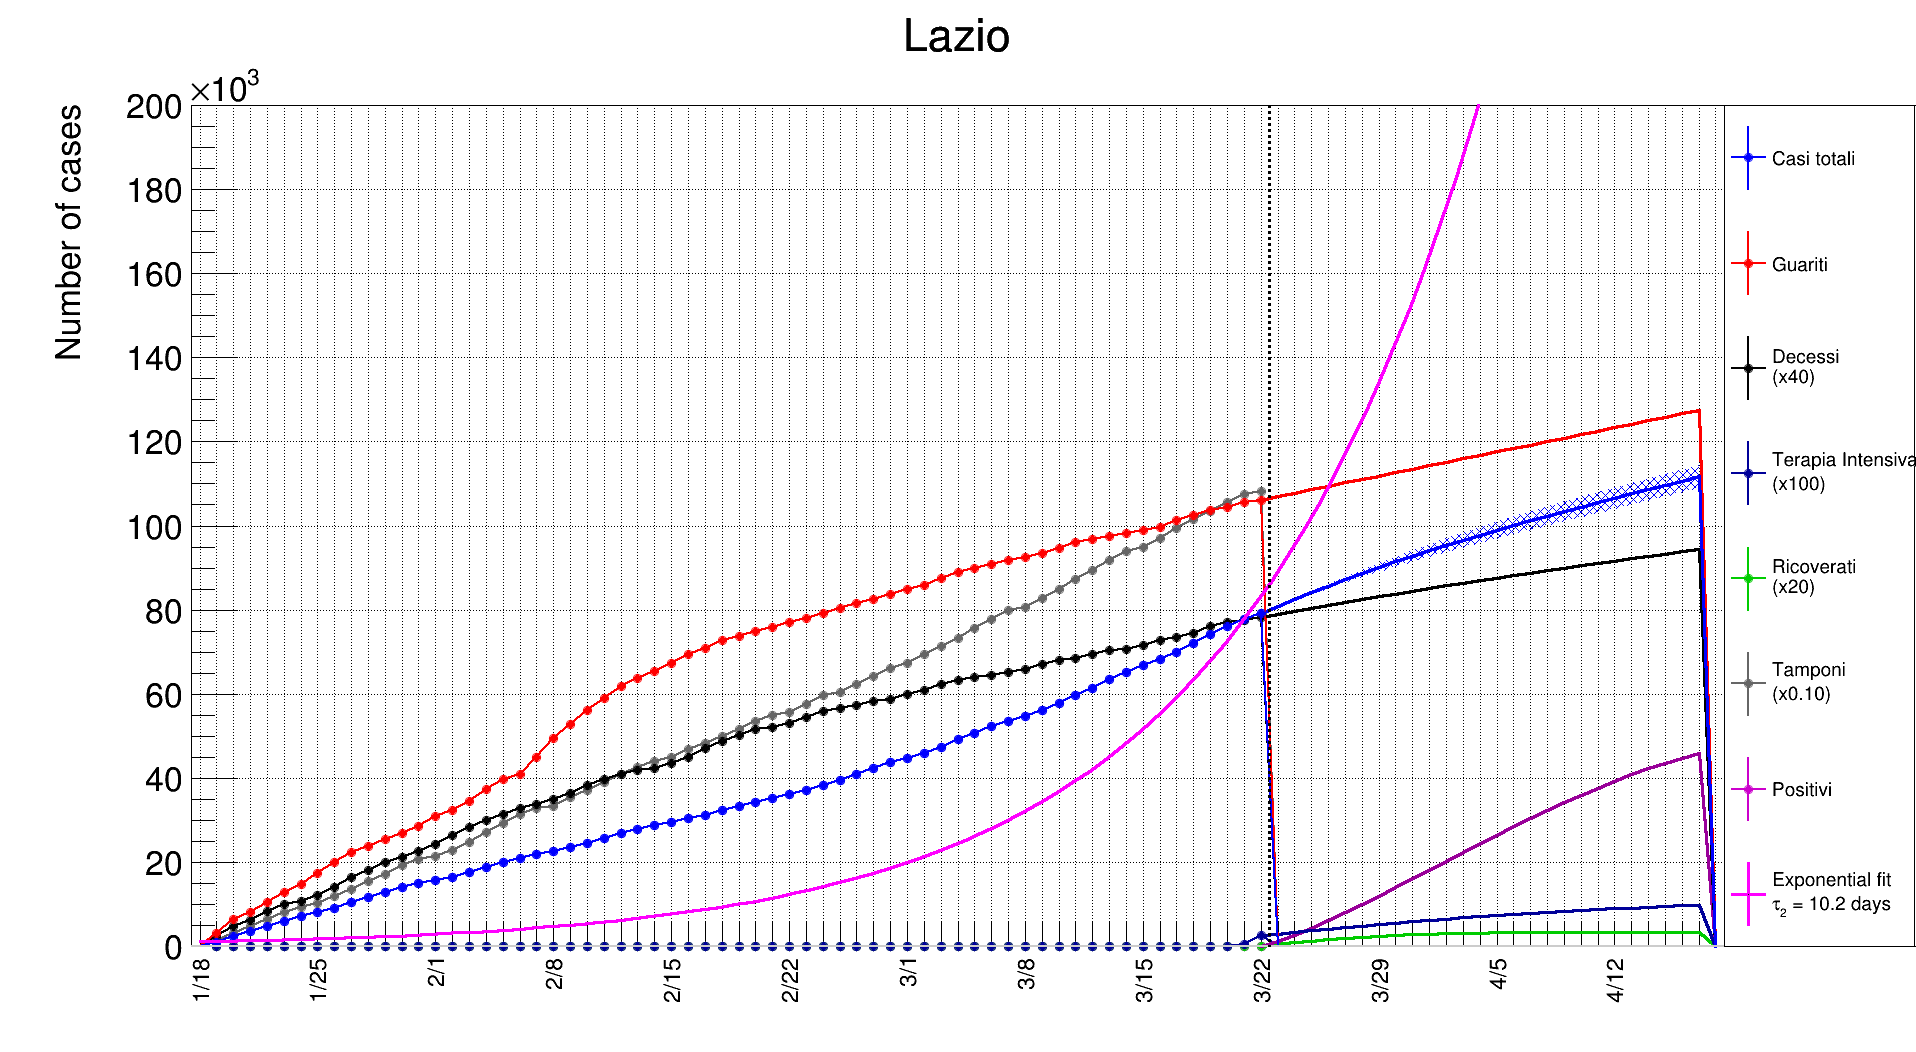 Lazio
×10³
Number of cases
200
180
160
140
120
100
80
60
40
20
0
1/18
1/25
2/1
2/8
2/15
2/22
3/1
3/8
3/15
3/22
3/29
4/5
4/12
Casi totali
Guariti
Decessi
(x40)
Terapia Intensiva
(x100)
Ricoverati
(x20)
Tamponi
(x0.10)
Positivi
Exponential fit
τ₂ = 10.2 days